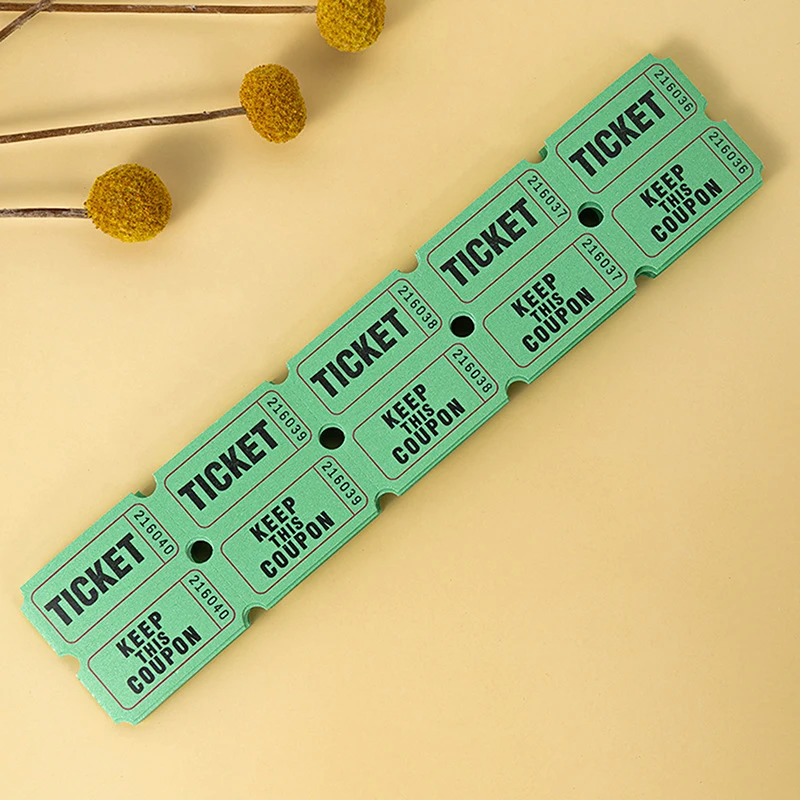 216036
TICKET
216036
KEEP
THIS
COUPON
216037
TICKET
216037
KEEP
THIS
COUPON
216038
TICKET
216038
KEEP
THIS
COUPON
216039
TICKET
216039
KEEP
THIS
COUPON
216040
TICKET
216040
KEEP
THIS
COUPON